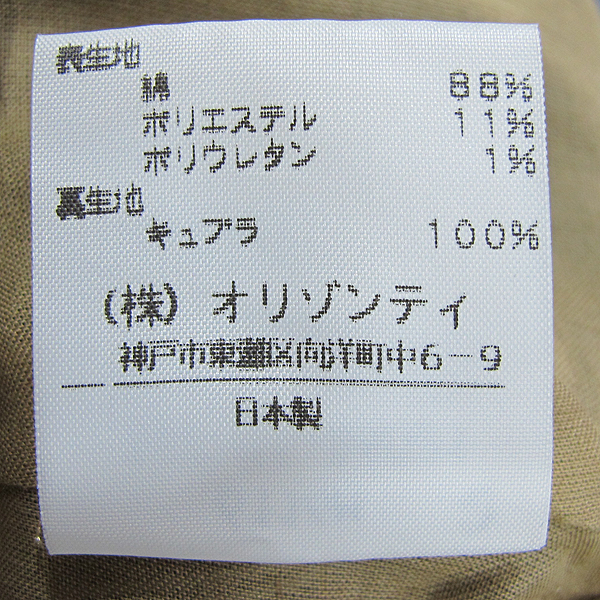 表生地
綿 88%
ポリエステル 11%
ポリウレタン 1%
裏生地
キュプラ 100%
(株) オリゾンティ
神戸市東灘区向洋町中6-9
日本製